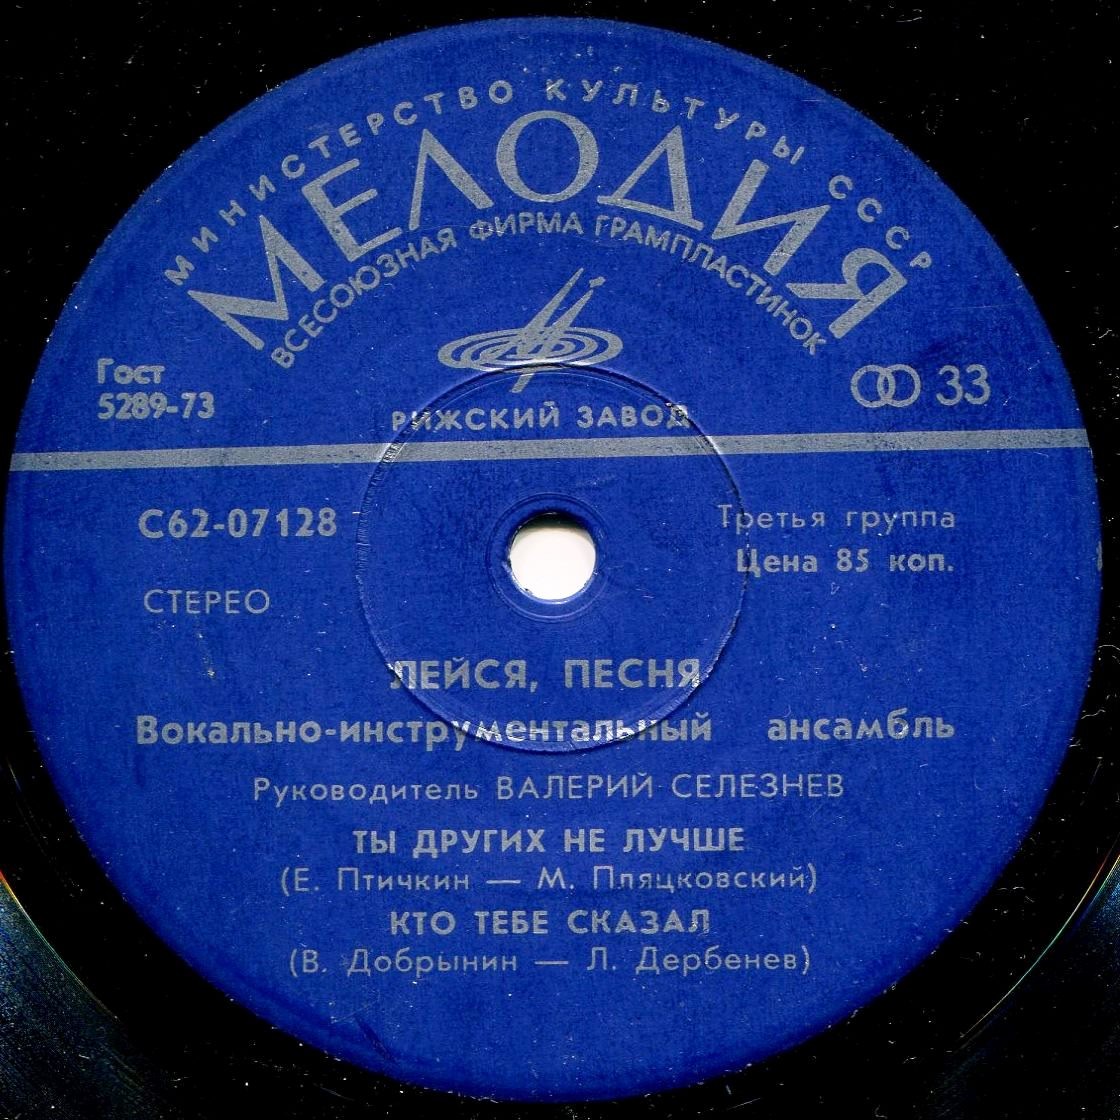 МИНИСТЕРСТВО КУЛЬТУРЫ СССР
МЕЛОДИЯ
ВСЕСОЮЗНАЯ ФИРМА ГРАМПЛАСТИНОК
Гост
5289-73
33
РИЖСКИЙ ЗАВОД
С62-07128
Третья группа
Цена 85 коп.
СТЕРЕО
ЛЕЙСЯ, ПЕСНЯ
Вокально-инструментальный ансамбль
Руководитель ВАЛЕРИЙ СЕЛЕЗНЕВ
ТЫ ДРУГИХ НЕ ЛУЧШЕ
(Е. Птичкин — М. Пляцковский)
КТО ТЕБЕ СКАЗАЛ
(В. Добрынин — Л. Дербенев)